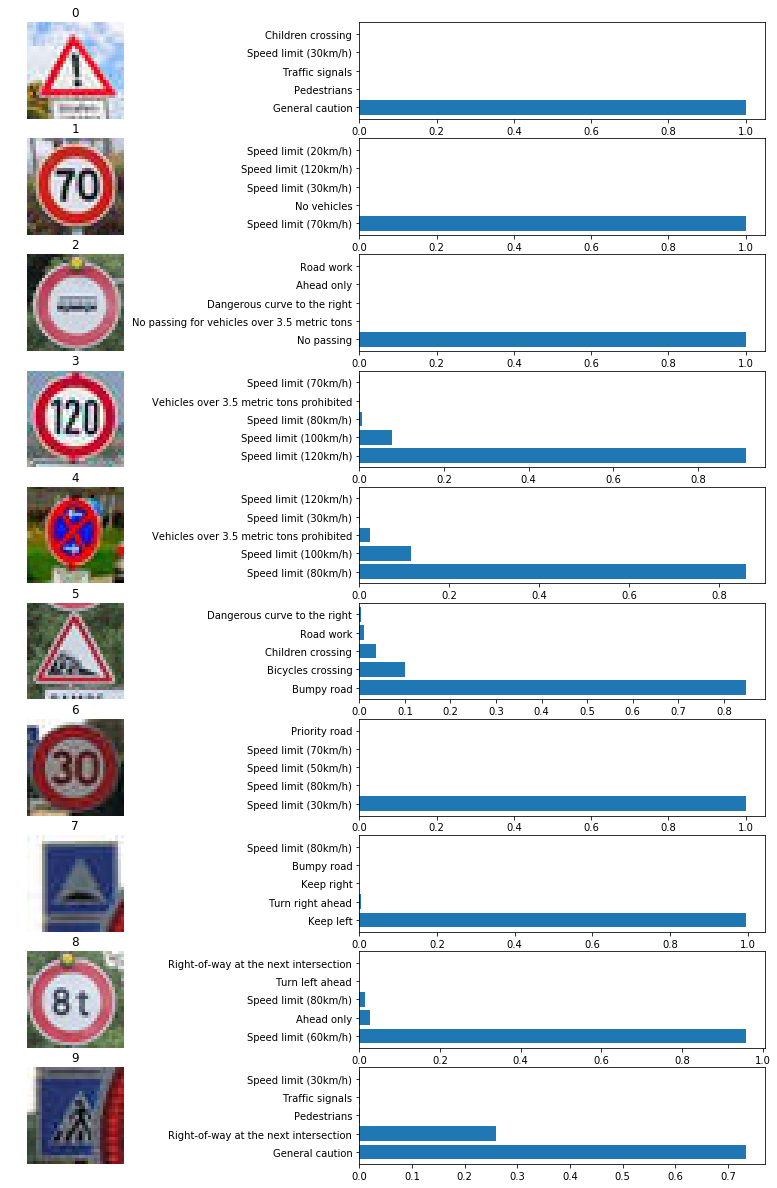 0
Children crossing
Speed limit (30km/h)
Traffic signals
Pedestrians
General caution
0.0 0.2 0.4 0.6 0.8 1.0
1
70
Speed limit (20km/h)
Speed limit (120km/h)
Speed limit (30km/h)
No vehicles
Speed limit (70km/h)
0.0 0.2 0.4 0.6 0.8 1.0
2
Road work
Ahead only
Dangerous curve to the right
No passing for vehicles over 3.5 metric tons
No passing
0.0 0.2 0.4 0.6 0.8 1.0
3
120
Speed limit (70km/h)
Vehicles over 3.5 metric tons prohibited
Speed limit (80km/h)
Speed limit (100km/h)
Speed limit (120km/h)
0.0 0.2 0.4 0.6 0.8
4
Speed limit (120km/h)
Speed limit (30km/h)
Vehicles over 3.5 metric tons prohibited
Speed limit (100km/h)
Speed limit (80km/h)
0.0 0.2 0.4 0.6 0.8
5
Dangerous curve to the right
Road work
Children crossing
Bicycles crossing
Bumpy road
0.0 0.1 0.2 0.3 0.4 0.5 0.6 0.7 0.8
6
30
Priority road
Speed limit (70km/h)
Speed limit (50km/h)
Speed limit (80km/h)
Speed limit (30km/h)
0.0 0.2 0.4 0.6 0.8 1.0
7
Speed limit (80km/h)
Bumpy road
Keep right
Turn right ahead
Keep left
0.0 0.2 0.4 0.6 0.8 1.0
8
8t
Right-of-way at the next intersection
Turn left ahead
Speed limit (80km/h)
Ahead only
Speed limit (60km/h)
0.0 0.2 0.4 0.6 0.8 1.0
9
Speed limit (30km/h)
Traffic signals
Pedestrians
Right-of-way at the next intersection
General caution
0.0 0.1 0.2 0.3 0.4 0.5 0.6 0.7